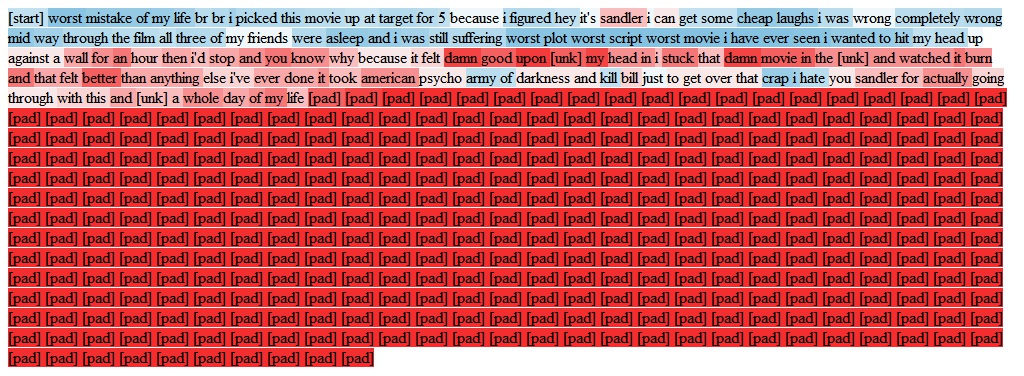 [start] worst mistake of my life br br i picked this movie up at target for 5 because i figured hey it's sandler i can get some cheap laughs i was wrong completely wrong
mid way through the film all three of my friends were asleep and i was still suffering worst plot worst script worst movie i have ever seen i wanted to hit my head up
against a wall for an hour then i'd stop and you know why because it felt damn good upon [unk] my head in i stuck that damn movie in the [unk] and watched it burn
and that felt better than anything else i've ever done it took american psycho army of darkness and kill bill just to get over that crap i hate you sandler for actually going
through with this and [unk] a whole day of my life [pad] [pad] [pad] [pad] [pad] [pad] [pad] [pad] [pad] [pad] [pad] [pad] [pad] [pad] [pad] [pad] [pad] [pad] [pad]
[pad] [pad] [pad] [pad] [pad] [pad] [pad] [pad] [pad] [pad] [pad] [pad] [pad] [pad] [pad] [pad] [pad] [pad] [pad] [pad] [pad] [pad] [pad] [pad] [pad] [pad] [pad]
[pad] [pad] [pad] [pad] [pad] [pad] [pad] [pad] [pad] [pad] [pad] [pad] [pad] [pad] [pad] [pad] [pad] [pad] [pad] [pad] [pad] [pad] [pad] [pad] [pad] [pad] [pad]
[pad] [pad] [pad] [pad] [pad] [pad] [pad] [pad] [pad] [pad] [pad] [pad] [pad] [pad] [pad] [pad] [pad] [pad] [pad] [pad] [pad] [pad] [pad] [pad] [pad] [pad] [pad]
[pad] [pad] [pad] [pad] [pad] [pad] [pad] [pad] [pad] [pad] [pad] [pad] [pad] [pad] [pad] [pad] [pad] [pad] [pad] [pad] [pad] [pad] [pad] [pad] [pad] [pad] [pad]
[pad] [pad] [pad] [pad] [pad] [pad] [pad] [pad] [pad] [pad] [pad] [pad] [pad] [pad] [pad] [pad] [pad] [pad] [pad] [pad] [pad] [pad] [pad] [pad] [pad] [pad] [pad]
[pad] [pad] [pad] [pad] [pad] [pad] [pad] [pad] [pad] [pad] [pad] [pad] [pad] [pad] [pad] [pad] [pad] [pad] [pad] [pad] [pad] [pad] [pad] [pad] [pad] [pad] [pad]
[pad] [pad] [pad] [pad] [pad] [pad] [pad] [pad] [pad] [pad] [pad] [pad] [pad] [pad] [pad] [pad] [pad] [pad] [pad] [pad] [pad] [pad] [pad] [pad] [pad] [pad] [pad]
[pad] [pad] [pad] [pad] [pad] [pad] [pad] [pad] [pad] [pad] [pad] [pad] [pad] [pad] [pad] [pad] [pad] [pad] [pad] [pad] [pad] [pad] [pad] [pad] [pad] [pad] [pad]
[pad] [pad] [pad] [pad] [pad] [pad] [pad] [pad] [pad] [pad] [pad] [pad] [pad] [pad] [pad] [pad] [pad] [pad] [pad] [pad] [pad] [pad] [pad] [pad] [pad] [pad] [pad]
[pad] [pad] [pad] [pad] [pad] [pad] [pad] [pad] [pad] [pad] [pad] [pad] [pad] [pad] [pad] [pad] [pad] [pad] [pad] [pad] [pad] [pad] [pad] [pad] [pad] [pad] [pad]
[pad] [pad] [pad] [pad] [pad] [pad] [pad] [pad] [pad] [pad] [pad] [pad] [pad] [pad] [pad] [pad] [pad] [pad] [pad] [pad] [pad] [pad] [pad] [pad] [pad] [pad] [pad]
[pad] [pad] [pad] [pad] [pad] [pad] [pad] [pad] [pad] [pad] [pad] [pad] [pad] [pad] [pad] [pad] [pad] [pad] [pad] [pad] [pad] [pad] [pad] [pad] [pad] [pad] [pad]
[pad] [pad] [pad] [pad] [pad] [pad] [pad] [pad] [pad] [pad]